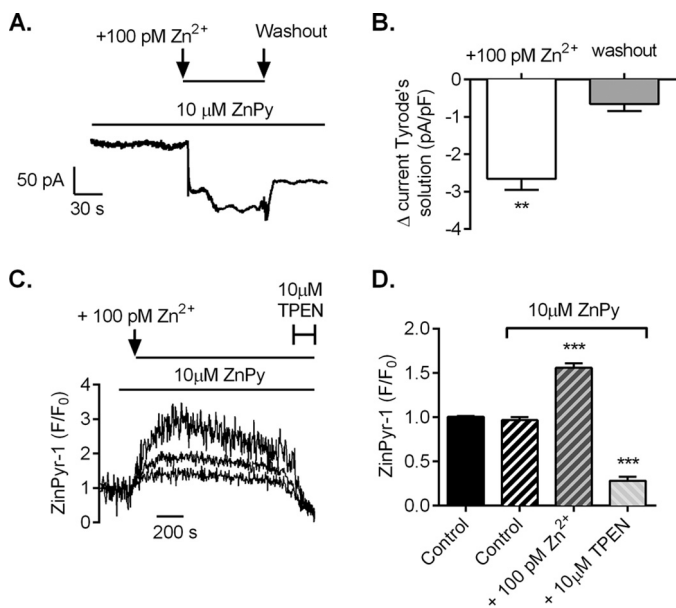 A.
+100 pM Zn²⁺ Washout
10 µM ZnPy
50 pA
30 s
B.
+100 pM Zn²⁺ washout
0
-1
-2
-3
-4
Δ current Tyrode's
solution (pA/pF)
**
C.
+ 100 pM Zn²⁺
10µM
TPEN
10µM ZnPy
ZinPyr-1 (F/F₀)
4
3
2
1
0
200 s
D.
10µM ZnPy
ZinPyr-1 (F/F₀)
2.0
1.5
1.0
0.5
0.0
***
***
Control
Control
+ 100 pM Zn²⁺
+ 10µM TPEN